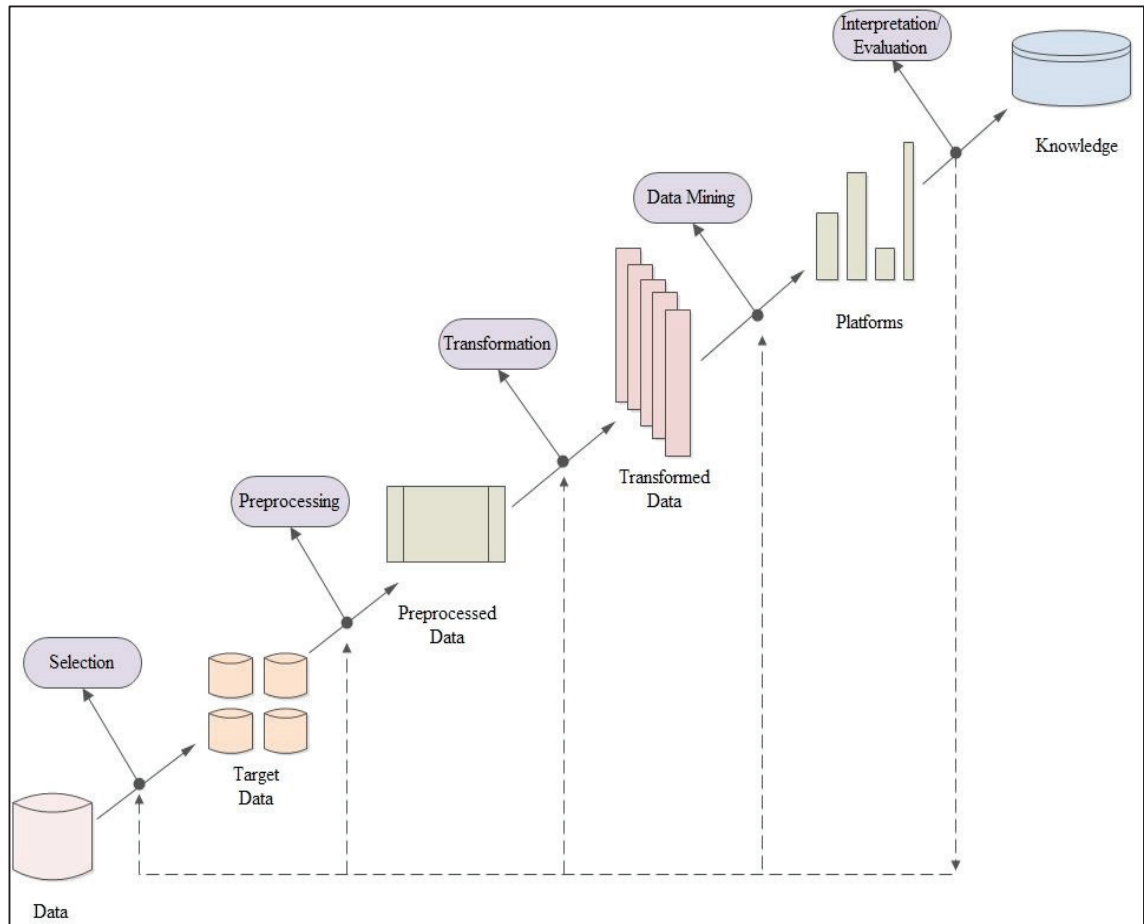 Interpretation/
Evaluation
Knowledge
Data Mining
Platforms
Transformation
Transformed
Data
Preprocessing
Preprocessed
Data
Selection
Target
Data
Data